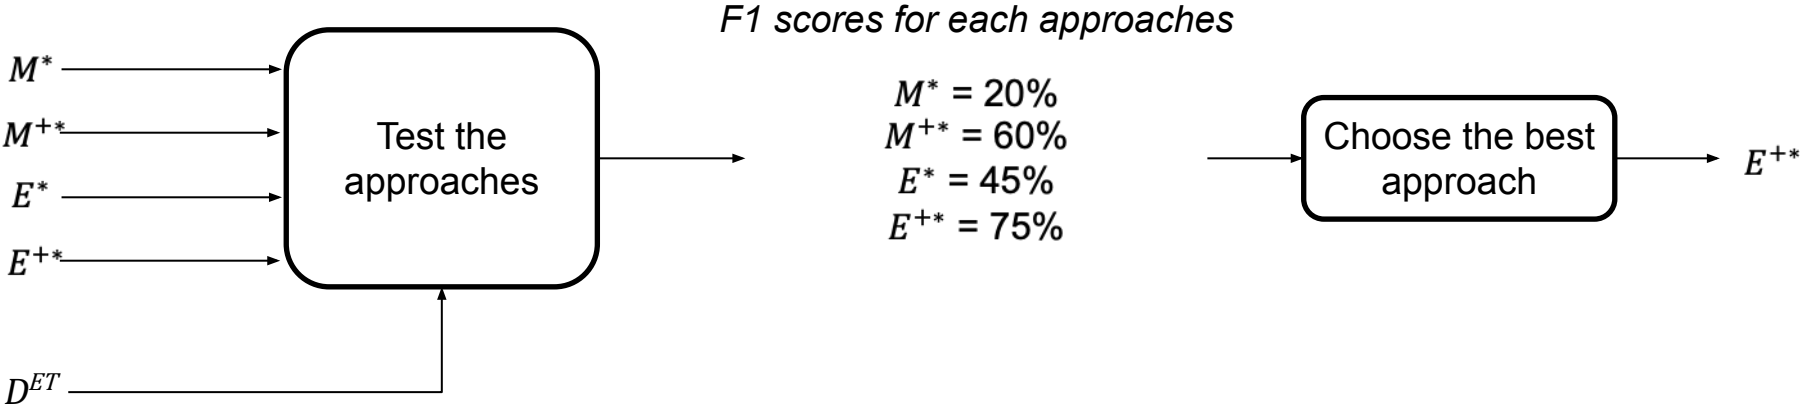 F1 scores for each approaches
M*
M+*
E*
E+*
D^ET
Test the
approaches
M* = 20%
M+* = 60%
E* = 45%
E+* = 75%
Choose the best
approach
E+*